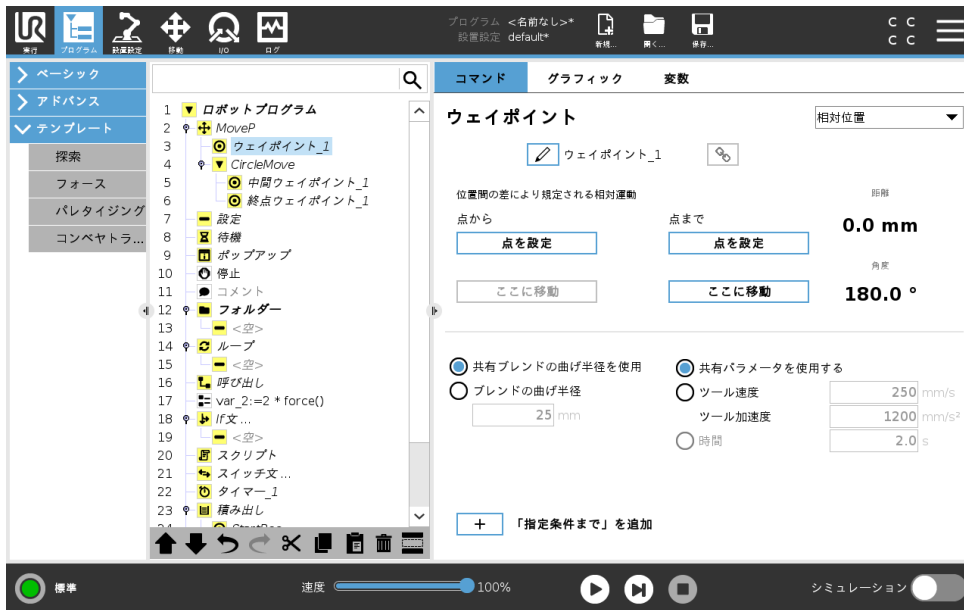 プログラム <名前なし>*
設置設定 default*
実行 プログラム 設置設定 移動 I/O ログ
新規... 開く... 保存...
C C
C C
ベーシック
アドバンス
テンプレート
探索
フォース
パレタイジング
コンベヤトラ...
1 ロボットプログラム
2 MoveP
3 ウェイポイント_1
4 CircleMove
5 中間ウェイポイント_1
6 終点ウェイポイント_1
7 設定
8 待機
9 ポップアップ
10 停止
11 コメント
12 フォルダー
13 <空>
14 ループ
15 <空>
16 呼び出し
17 var_2:=2 * force()
18 If文 ...
19 <空>
20 スクリプト
21 スイッチ文 ...
22 タイマー_1
23 積み出し
24 StartPos
コマンド グラフィック 変数
ウェイポイント
相対位置
ウェイポイント_1
位置間の差により規定される相対運動
距離
点から 点まで
0.0 mm
点を設定 点を設定
角度
ここに移動 ここに移動
180.0 °
共有ブレンドの曲げ半径を使用
ブレンドの曲げ半径
25 mm
共有パラメータを使用する
ツール速度 250 mm/s
ツール加速度 1200 mm/s²
時間 2.0 s
+ 「指定条件まで」を追加
標準
速度 100%
シミュレーション